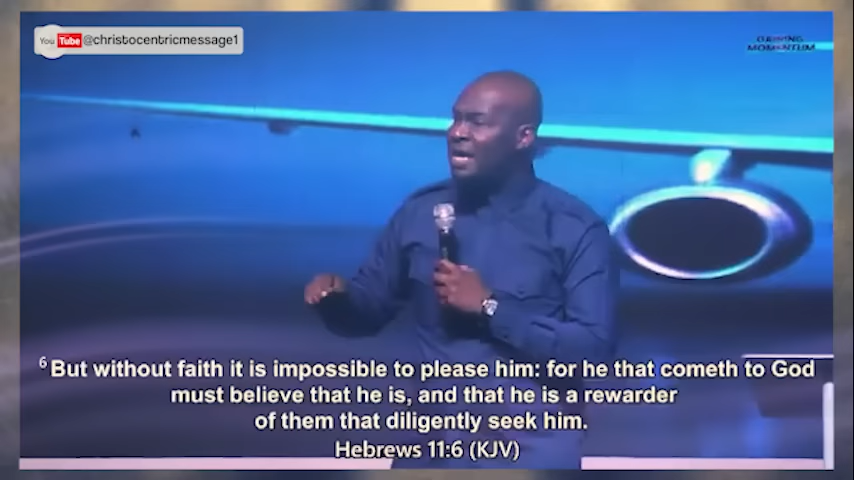 You Tube @christocentricmessage1
GAINING
MOMENTUM
6 But without faith it is impossible to please him: for he that cometh to God
must believe that he is, and that he is a rewarder
of them that diligently seek him.
Hebrews 11:6 (KJV)